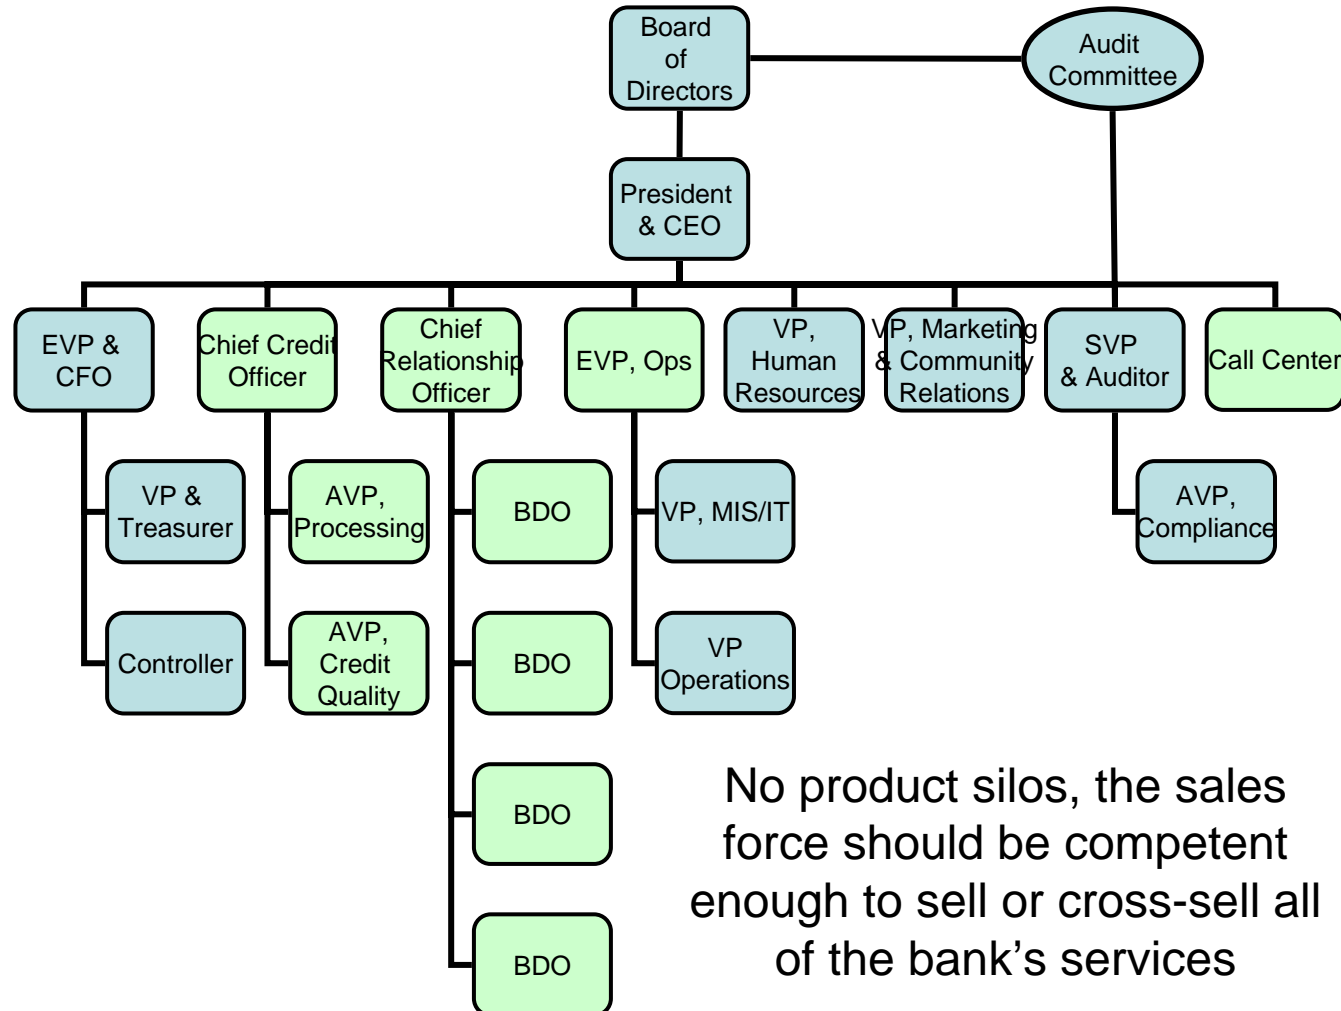 Board
of
Directors
Audit
Committee
President
& CEO
EVP &
CFO
Chief Credit
Officer
Chief
Relationship
Officer
EVP, Ops
VP,
Human
Resources
VP, Marketing
& Community
Relations
SVP
& Auditor
Call Center
VP &
Treasurer
AVP,
Processing
BDO
VP, MIS/IT
AVP,
Compliance
Controller
AVP,
Credit
Quality
BDO
VP
Operations
BDO
BDO
No product silos, the sales
force should be competent
enough to sell or cross-sell all
of the bank’s services